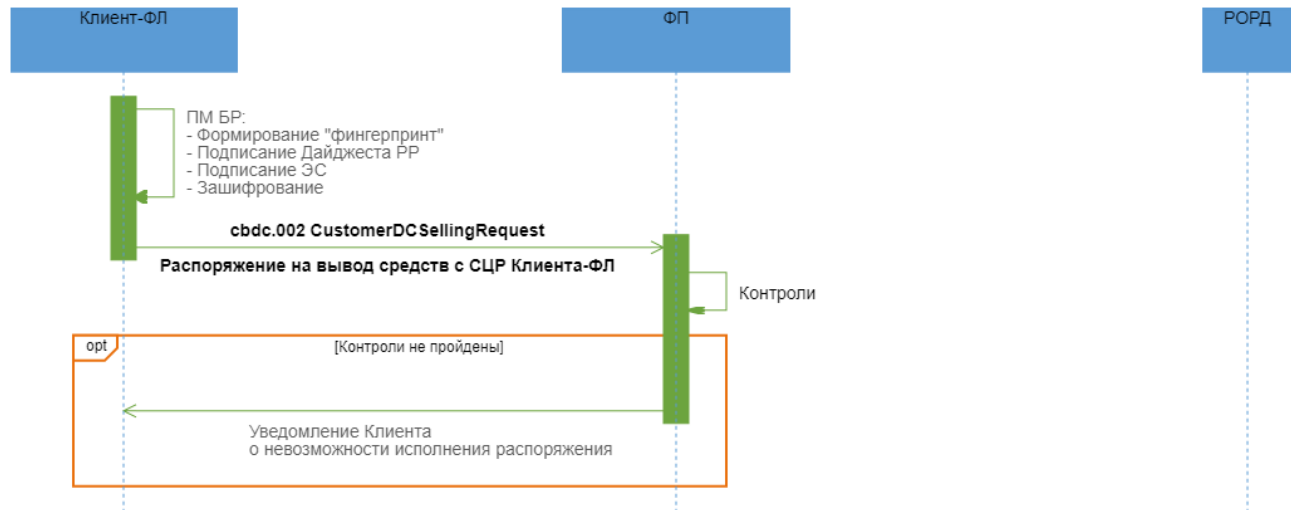 Клиент-ФЛ
ФП
РОРД
ПМ БР:
- Формирование "фингерпринт"
- Подписание Дайджеста РР
- Подписание ЭС
- Зашифрование
cbdc.002 CustomerDCSellingRequest
Распоряжение на вывод средств с СЦР Клиента-ФЛ
Контроли
opt
[Контроли не пройдены]
Уведомление Клиента
о невозможности исполнения распоряжения